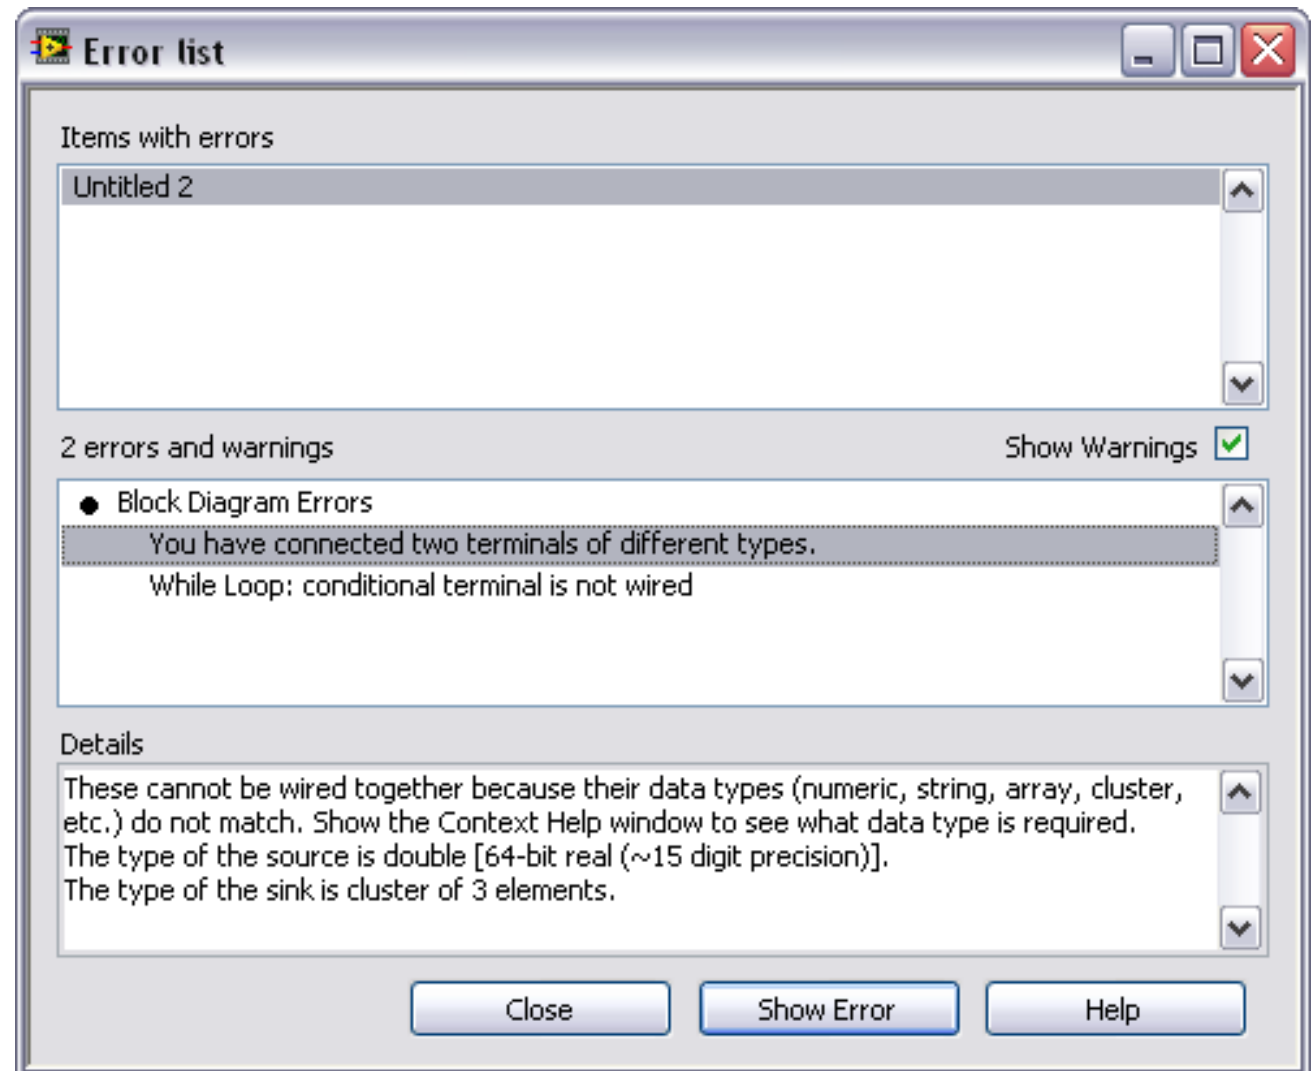 Error list
Items with errors
Untitled 2
2 errors and warnings Show Warnings
Block Diagram Errors
You have connected two terminals of different types.
While Loop: conditional terminal is not wired
Details
These cannot be wired together because their data types (numeric, string, array, cluster,
etc.) do not match. Show the Context Help window to see what data type is required.
The type of the source is double [64-bit real (~15 digit precision)].
The type of the sink is cluster of 3 elements.
Close Show Error Help